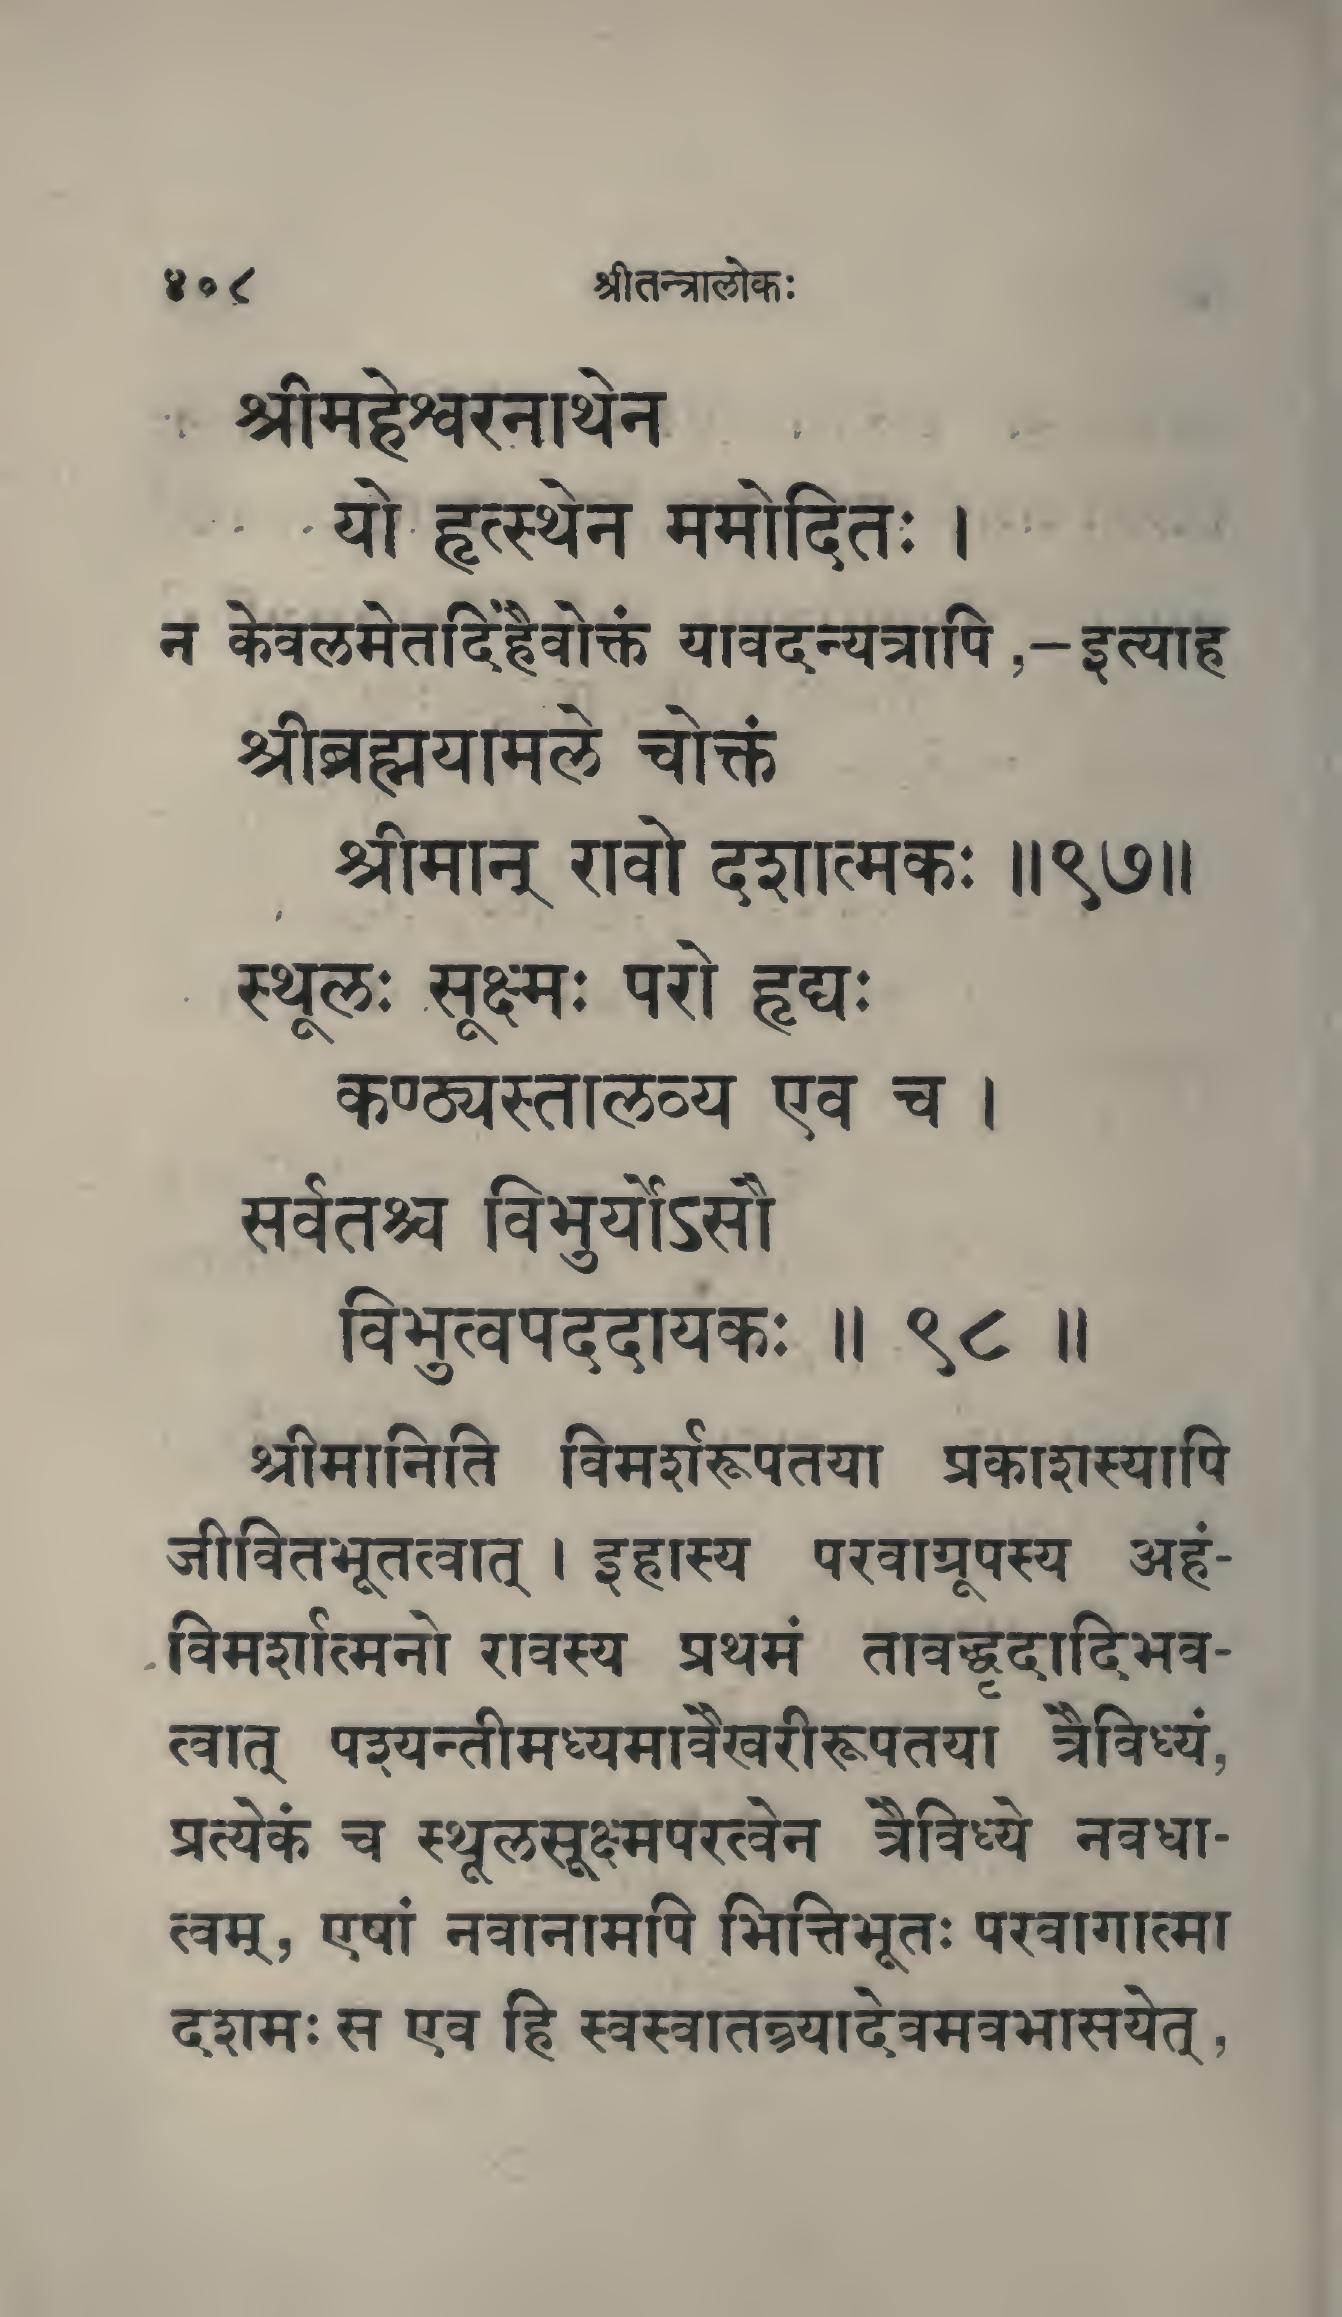 ४०८ श्रीतन्त्रालोकः
श्रीमहेश्वरनाथेन
यो हृत्स्थेन ममोदितः ।
न केवलमेतदिहैवोक्तं यावदन्यत्रापि,—इत्याह
श्रीब्रह्मयामले चोक्तं
श्रीमान् रावो दशात्मकः ॥९७॥
स्थूलः सूक्ष्मः परो हृद्यः
कण्ठ्यस्तालव्य एव च ।
सर्वतश्च विभुर्योऽसौ
विभुत्वपददायकः ॥ ९८ ॥
श्रीमानिति विमर्शरूपतया प्रकाशस्यापि
जीवितभूतत्वात् । इहास्य परवाग्रूपस्य अहं-
विमर्शात्मनो रावस्य प्रथमं तावद्धृदादिभव-
त्वात् पश्यन्तीमध्यमावैखरीरूपतया त्रैविध्यं,
प्रत्येकं च स्थूलसूक्ष्मपरत्वेन त्रैविध्ये नवधा-
त्वम्, एषां नवानामपि भित्तिभूतः परवागात्मा
दशमः स एव हि स्वस्वातन्त्र्यादेवमवभासयेत्,